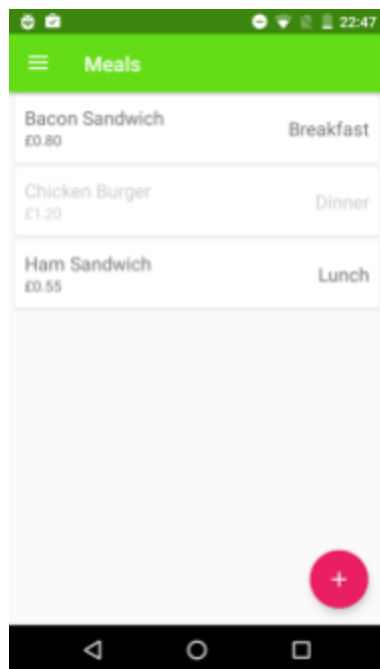 22:47
Meals
Bacon Sandwich
£0.80
Breakfast
Chicken Burger
£1.20
Dinner
Ham Sandwich
£0.55
Lunch
+